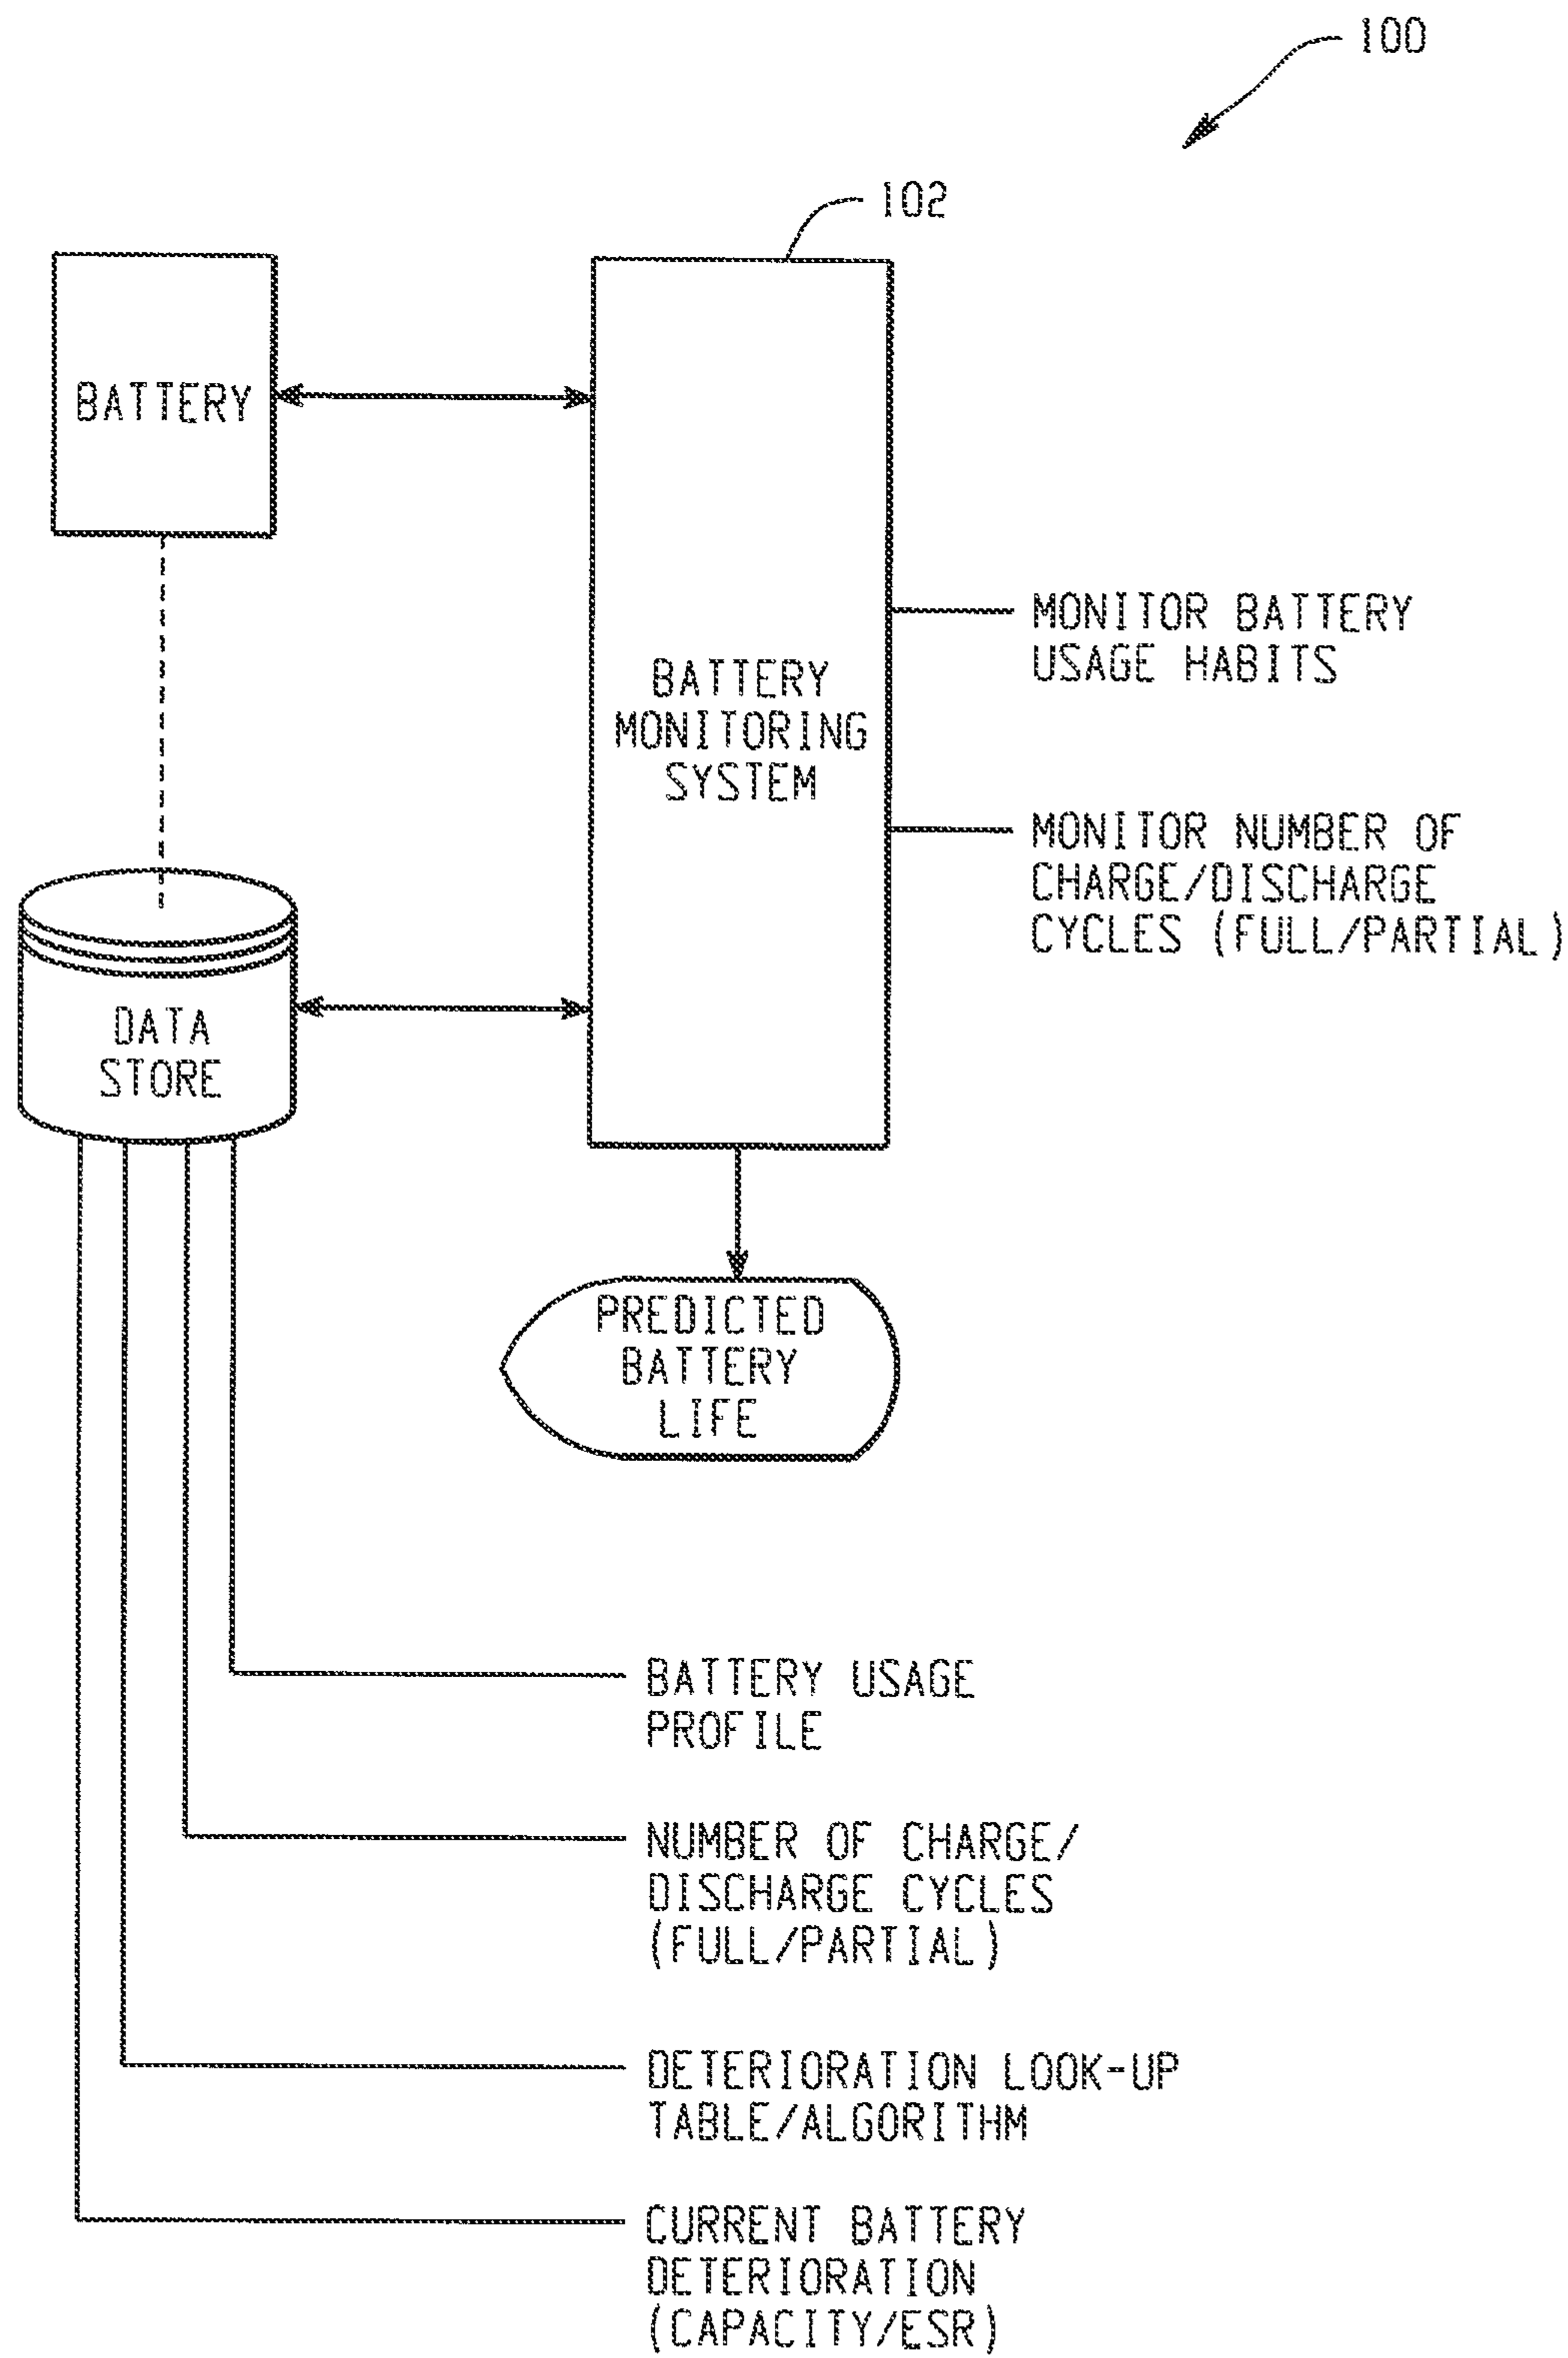 100
102
BATTERY
BATTERY
MONITORING
SYSTEM
MONITOR BATTERY
USAGE HABITS
MONITOR NUMBER OF
CHARGE/DISCHARGE
CYCLES (FULL/PARTIAL)
DATA
STORE
PREDICTED
BATTERY
LIFE
BATTERY USAGE
PROFILE
NUMBER OF CHARGE/
DISCHARGE CYCLES
(FULL/PARTIAL)
DETERIORATION LOOK-UP
TABLE/ALGORITHM
CURRENT BATTERY
DETERIORATION
(CAPACITY/ESR)